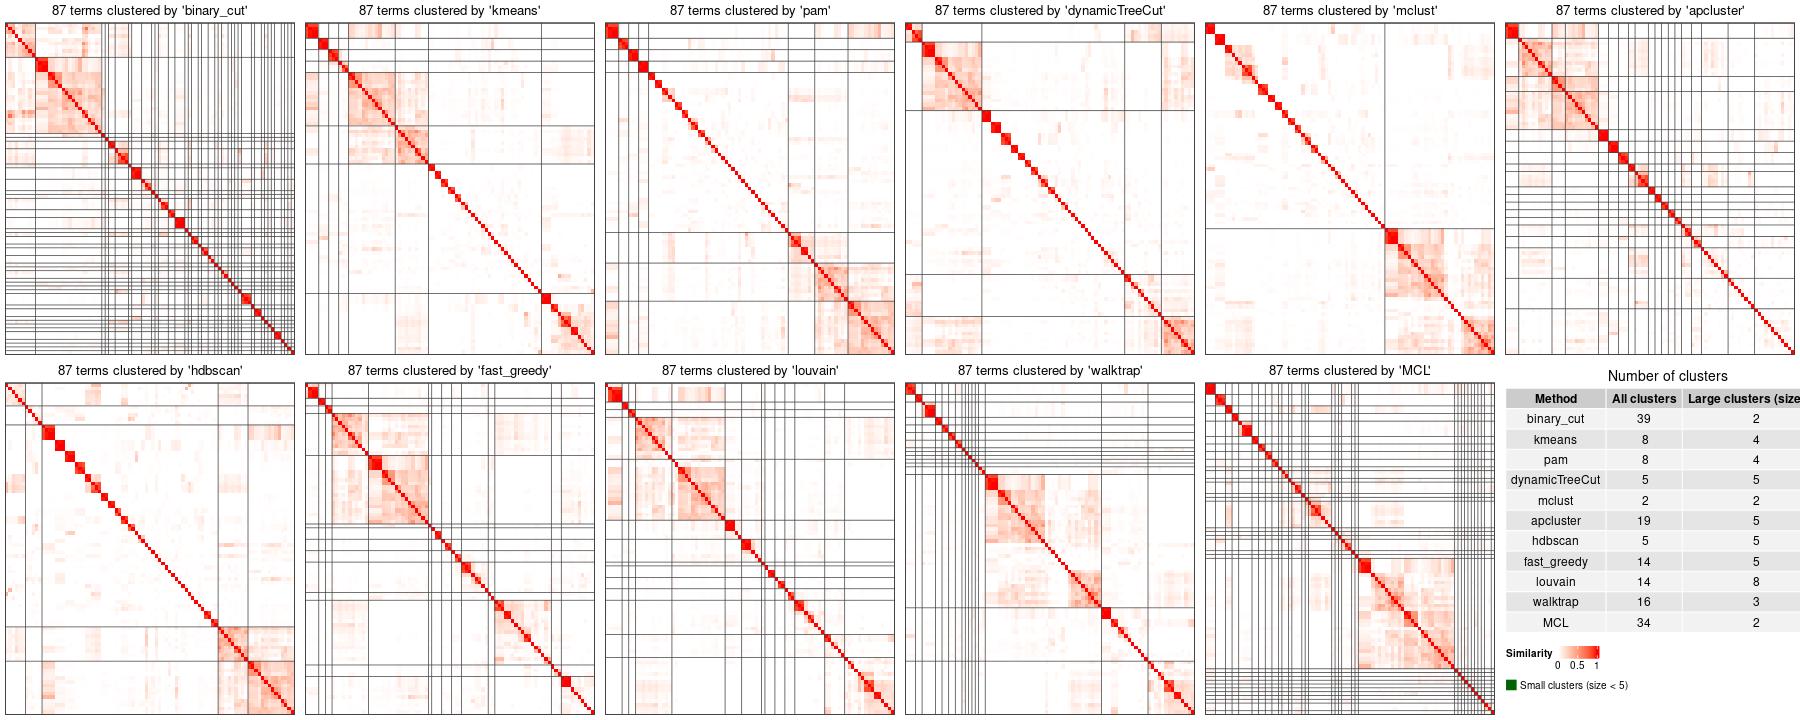 87 terms clustered by 'binary_cut'
87 terms clustered by 'kmeans'
87 terms clustered by 'pam'
87 terms clustered by 'dynamicTreeCut'
87 terms clustered by 'mclust'
87 terms clustered by 'apcluster'
87 terms clustered by 'hdbscan'
87 terms clustered by 'fast_greedy'
87 terms clustered by 'louvain'
87 terms clustered by 'walktrap'
87 terms clustered by 'MCL'
Number of clusters
Method All clusters Large clusters (size
binary_cut 39 2
kmeans 8 4
pam 8 4
dynamicTreeCut 5 5
mclust 2 2
apcluster 19 5
hdbscan 5 5
fast_greedy 14 5
louvain 14 8
walktrap 16 3
MCL 34 2
Similarity
0 0.5 1
Small clusters (size < 5)